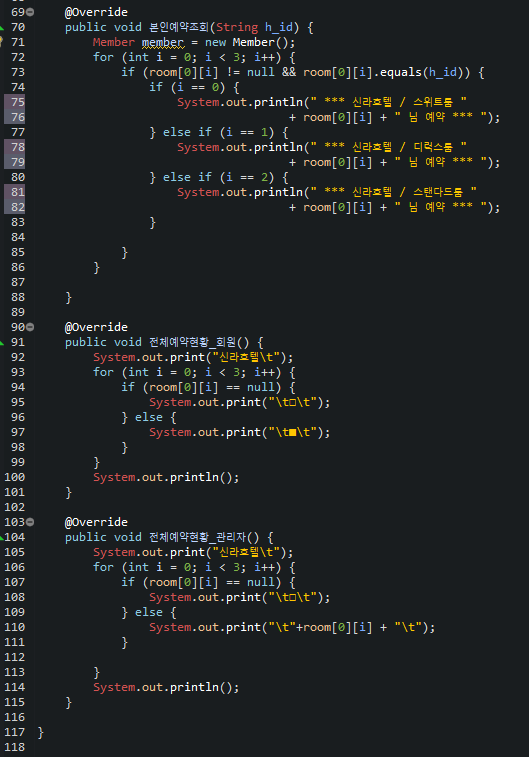 69 @Override
70 public void 본인예약조회(String h_id) {
71 Member member = new Member();
72 for (int i = 0; i < 3; i++) {
73 if (room[0][i] != null && room[0][i].equals(h_id)) {
74 if (i == 0) {
75 System.out.println(" *** 신라호텔 / 스위트룸 "
76 + room[0][i] + " 님 예약 *** ");
77 } else if (i == 1) {
78 System.out.println(" *** 신라호텔 / 디럭스룸 "
79 + room[0][i] + " 님 예약 *** ");
80 } else if (i == 2) {
81 System.out.println(" *** 신라호텔 / 스탠다드룸 "
82 + room[0][i] + " 님 예약 *** ");
83 }
84
85 }
86 }
87
88 }
89
90 @Override
91 public void 전체예약현황_회원() {
92 System.out.print("신라호텔\t");
93 for (int i = 0; i < 3; i++) {
94 if (room[0][i] == null) {
95 System.out.print("\t□\t");
96 } else {
97 System.out.print("\t■\t");
98 }
99 }
100 System.out.println();
101 }
102
103 @Override
104 public void 전체예약현황_관리자() {
105 System.out.print("신라호텔\t");
106 for (int i = 0; i < 3; i++) {
107 if (room[0][i] == null) {
108 System.out.print("\t□\t");
109 } else {
110 System.out.print("\t"+room[0][i] + "\t");
111 }
112
113 }
114 System.out.println();
115 }
116
117 }
118